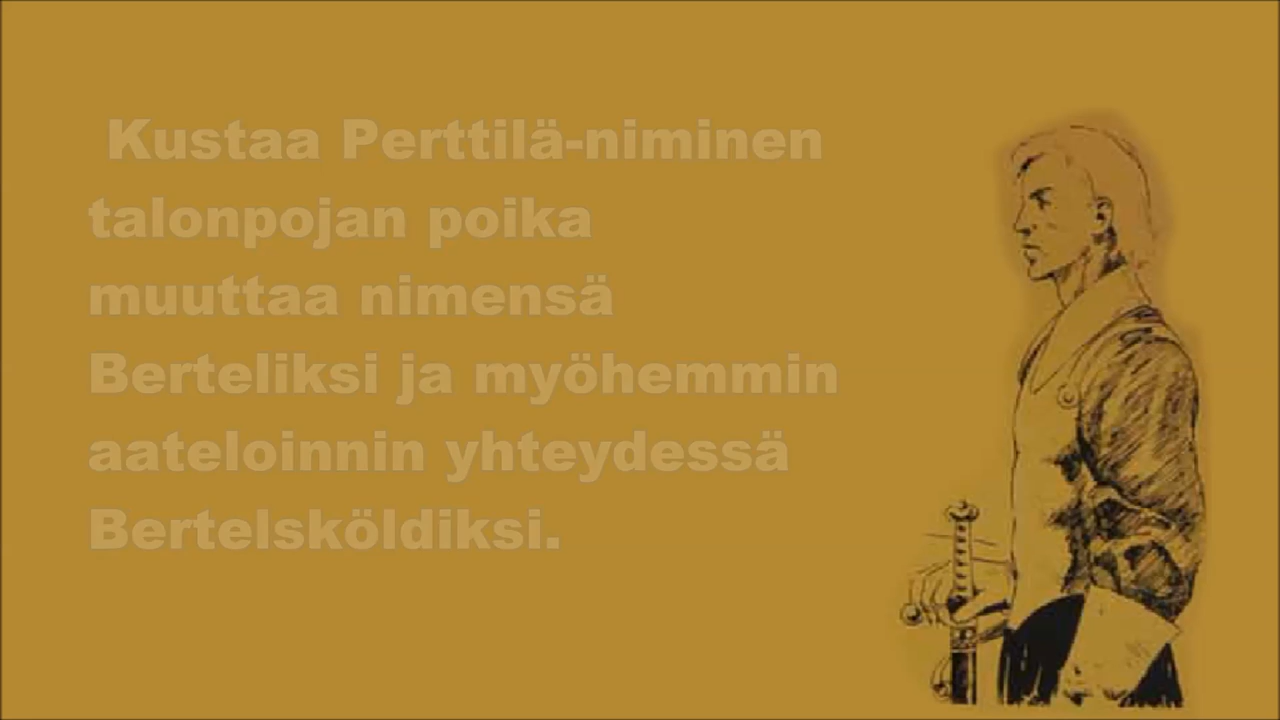 Kustaa Perttilä-niminen
talonpojan poika
muuttaa nimensä
Berteliksi ja myöhemmin
aateloinnin yhteydessä
Bertelsköldiksi.